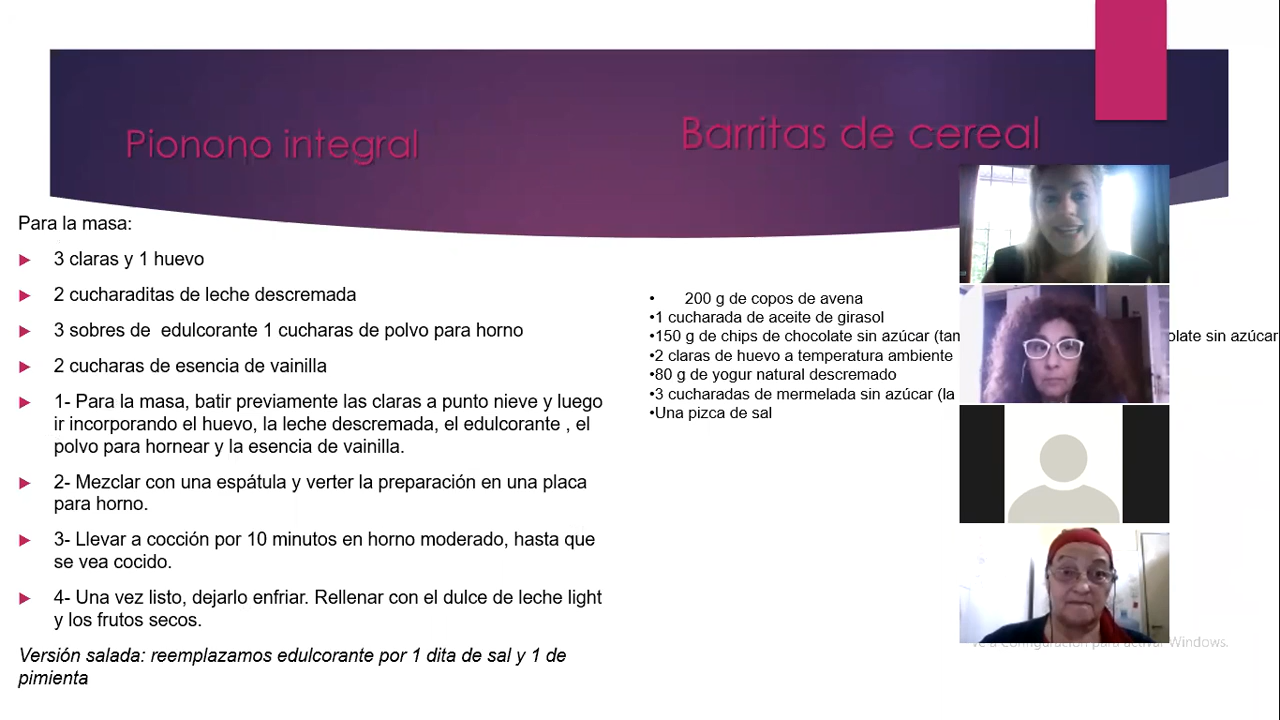 Pionono integral
Para la masa:
3 claras y 1 huevo
2 cucharaditas de leche descremada
3 sobres de  edulcorante 1 cucharas de polvo para horno
2 cucharas de esencia de vainilla
1- Para la masa, batir previamente las claras a punto nieve y luego
ir incorporando el huevo, la leche descremada, el edulcorante , el
polvo para hornear y la esencia de vainilla.
2- Mezclar con una espátula y verter la preparación en una placa
para horno.
3- Llevar a cocción por 10 minutos en horno moderado, hasta que
se vea cocido.
4- Una vez listo, dejarlo enfriar. Rellenar con el dulce de leche light
y los frutos secos.
Versión salada: reemplazamos edulcorante por 1 dita de sal y 1 de
pimienta
Barritas de cereal
• 200 g de copos de avena
•1 cucharada de aceite de girasol
•150 g de chips de chocolate sin azúcar (tan olate sin azúcar
•2 claras de huevo a temperatura ambiente
•80 g de yogur natural descremado
•3 cucharadas de mermelada sin azúcar (la
•Una pizca de sal
Ve a Configuración para activar Windows.